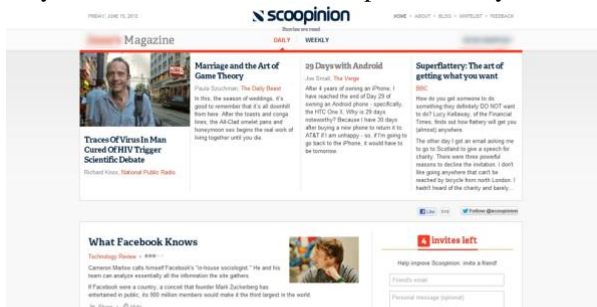 FRIDAY, JUNE 15, 2012
scoopinion
Stories we read
HOME • ABOUT • BLOG • WHITELIST • FEEDBACK
Magazine
DAILY
WEEKLY
Traces Of Virus In Man
Cured Of HIV Trigger
Scientific Debate
Richard Knox, National Public Radio
Marriage and the Art of
Game Theory
Paula Szuchman, The Daily Beast
In this, the season of weddings, it's
good to remember that it's all downhill
from here. After the toasts and conga
lines, the All-Clad omelet pans and
honeymoon sex begins the real work of
living together until you die.
29 Days with Android
Joe Small, The Verge
After 4 years of owning an iPhone, I
have reached the end of Day 29 of
owning an Android phone - specifically,
the HTC One X. Why is 29 days
noteworthy? Because I have 30 days
after buying a new phone to return it to
AT&T if I am unhappy - so, if I'm going to
go back to the iPhone, it would have to
be tomorrow.
Superflattery: The art of
getting what you want
BBC
How do you get someone to do
something they definitely DO NOT want
to do? Lucy Kellaway, of the Financial
Times, finds out how flattery will get you
(almost) anywhere.
The other day I got an email asking me
to go to Scotland to give a speech for
charity. There were three powerful
reasons to decline the invitation. I don't
like going anywhere that can't be
reached by bicycle from north London. I
hadn't heard of the charity and barely...
Like
Follow @scoopinion
What Facebook Knows
Technology Review
Cameron Marlow calls himself Facebook's "in-house sociologist." He and his
team can analyze essentially all the information the site gathers.
If Facebook were a country, a conceit that founder Mark Zuckerberg has
entertained in public, its 900 million members would make it the third largest in the world.
4 invites left
Help improve Scoopinion: invite a friend!
Friend's email
Personal message (optional)